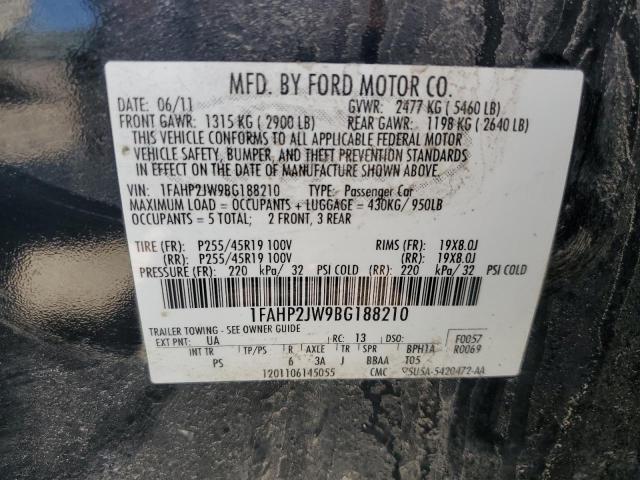 MFD. BY FORD MOTOR CO.
DATE: 06/11 GVWR: 2477 KG ( 5460 LB)
FRONT GAWR: 1315 KG ( 2900 LB) REAR GAWR: 1198 KG ( 2640 LB)
THIS VEHICLE CONFORMS TO ALL APPLICABLE FEDERAL MOTOR
VEHICLE SAFETY, BUMPER, AND THEFT PREVENTION STANDARDS
IN EFFECT ON THE DATE OF MANUFACTURE SHOWN ABOVE.
VIN: 1FAHP2JW9BG188210 TYPE: Passenger Car
MAXIMUM LOAD = OCCUPANTS + LUGGAGE = 430KG/ 950LB
OCCUPANTS = 5 TOTAL; 2 FRONT, 3 REAR
TIRE (FR): P255/45R19 100V RIMS (FR): 19X8.0J
(RR): P255/45R19 100V (RR): 19X8.0J
PRESSURE (FR): 220 kPa/ 32 PSI COLD (RR): 220 kPa/ 32 PSI COLD
1FAHP2JW9BG188210
TRAILER TOWING - SEE OWNER GUIDE
EXT PNT: UA RC: 13 DSO: F0057
INT TR TP/PS R AXLE TR SPR BPH1A R0069
PS 6 3A J BBAA T05
1201106145055 CMC 5U5A-5420472-AA